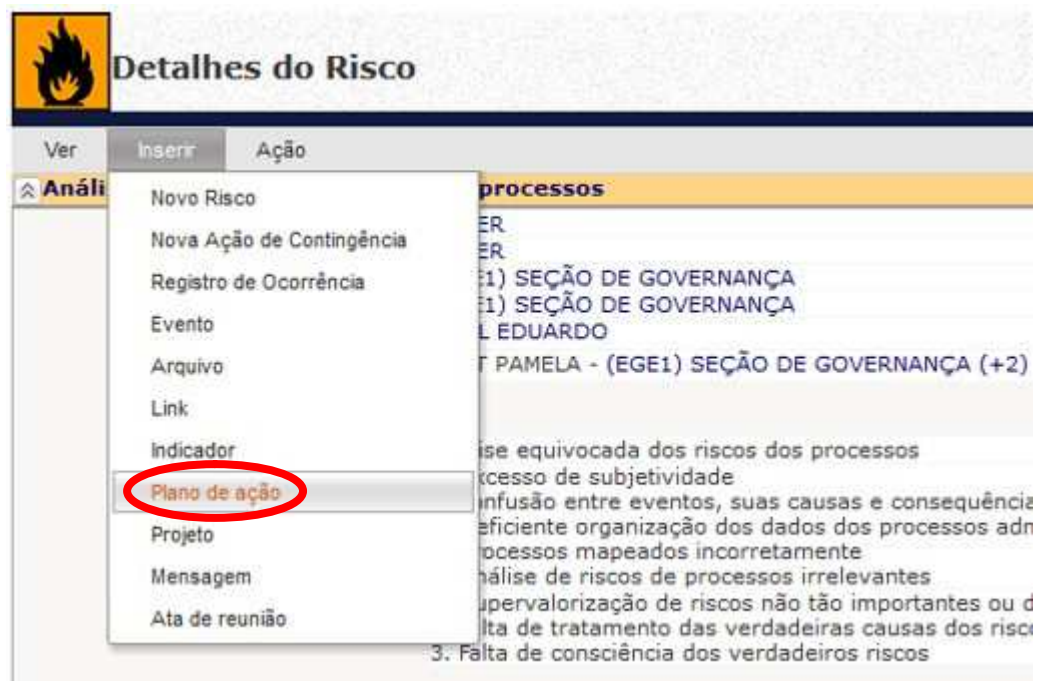 Detalhes do Risco
Ver Inserir Ação
Análi processos
Novo Risco
Nova Ação de Contingência
Registro de Ocorrência
Evento
Arquivo
Link
Indicador
Plano de ação
Projeto
Mensagem
Ata de reunião
ER
ER
1) SEÇÃO DE GOVERNANÇA
1) SEÇÃO DE GOVERNANÇA
L EDUARDO
T PAMELA - (EGE1) SEÇÃO DE GOVERNANÇA (+2)
ise equivocada dos riscos dos processos
xcesso de subjetividade
onfusão entre eventos, suas causas e consequência
eficiente organização dos dados dos processos adm
rocessos mapeados incorretamente
nálise de riscos de processos irrelevantes
upervalorização de riscos não tão importantes ou d
lta de tratamento das verdadeiras causas dos risco
3. Falta de consciência dos verdadeiros riscos